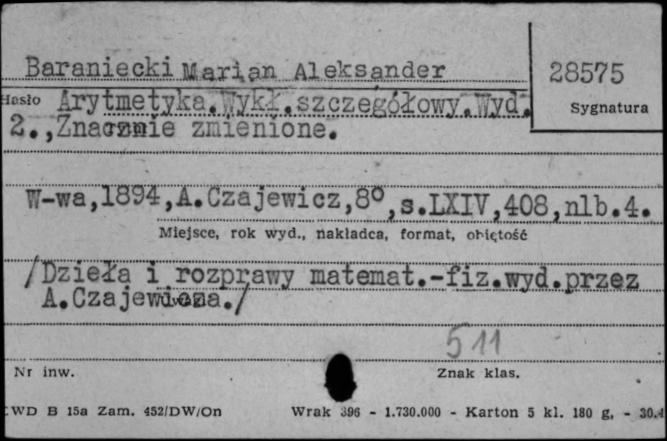 Baraniecki Marian Aleksander
28575
Hasło Arytmetyka.Wykł.szczegółowy.Wyd.
Sygnatura
2.,Znacznie zmienione.
W-wa,1894,A.Czajewicz,8°,s.LXIV,408,nlb.4.
Miejsce, rok wyd., nakładca, format, objętość
/Dzieła i rozprawy matemat.-fiz.wyd.przez
A.Czajewicza./
511
Nr inw.
Znak klas.
ZWD B 15a Zam. 452/DW/On Wrak 396 - 1.730.000 - Karton 5 kl. 180 g. - 30.4